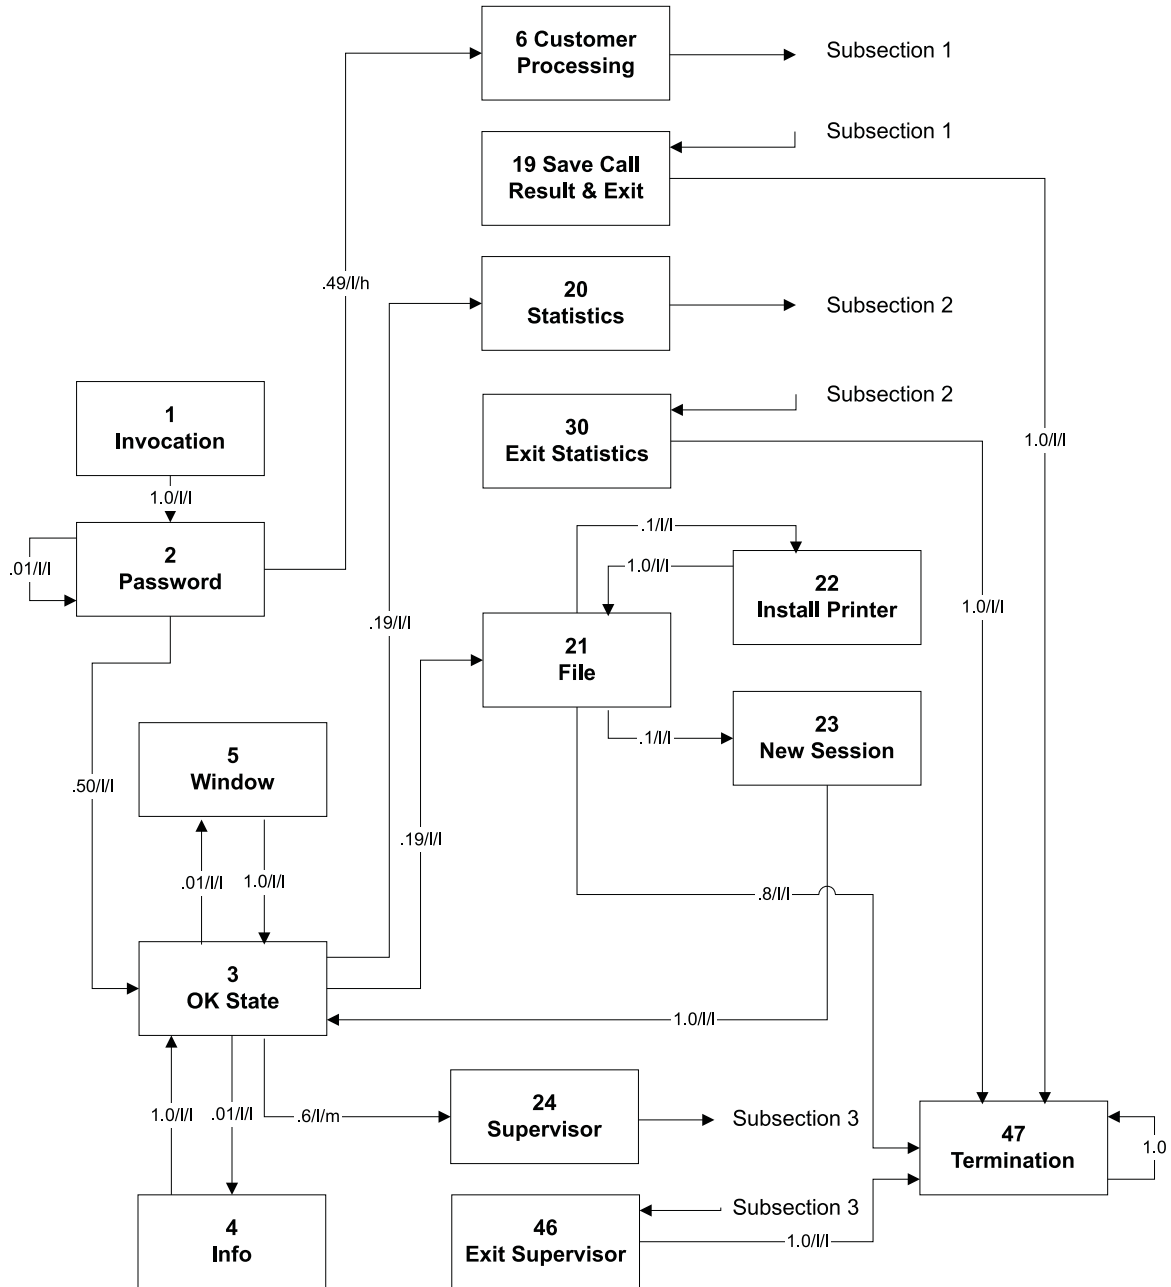 6 Customer
Processing
Subsection 1
Subsection 1
19 Save Call
Result & Exit
.49/l/h
20
Statistics
Subsection 2
Subsection 2
1
Invocation
30
Exit Statistics
1.0/l/l
1.0/l/l
.1/l/l
2
Password
.01/l/l
1.0/l/l
22
Install Printer
1.0/l/l
.19/l/l
21
File
23
New Session
.1/l/l
5
Window
.50/l/l
.19/l/l
.01/l/l
1.0/l/l
.8/l/l
3
OK State
1.0/l/l
1.0/l/l
.01/l/l
.6/l/m
24
Supervisor
Subsection 3
47
Termination
1.0
Subsection 3
4
Info
46
Exit Supervisor
1.0/l/l